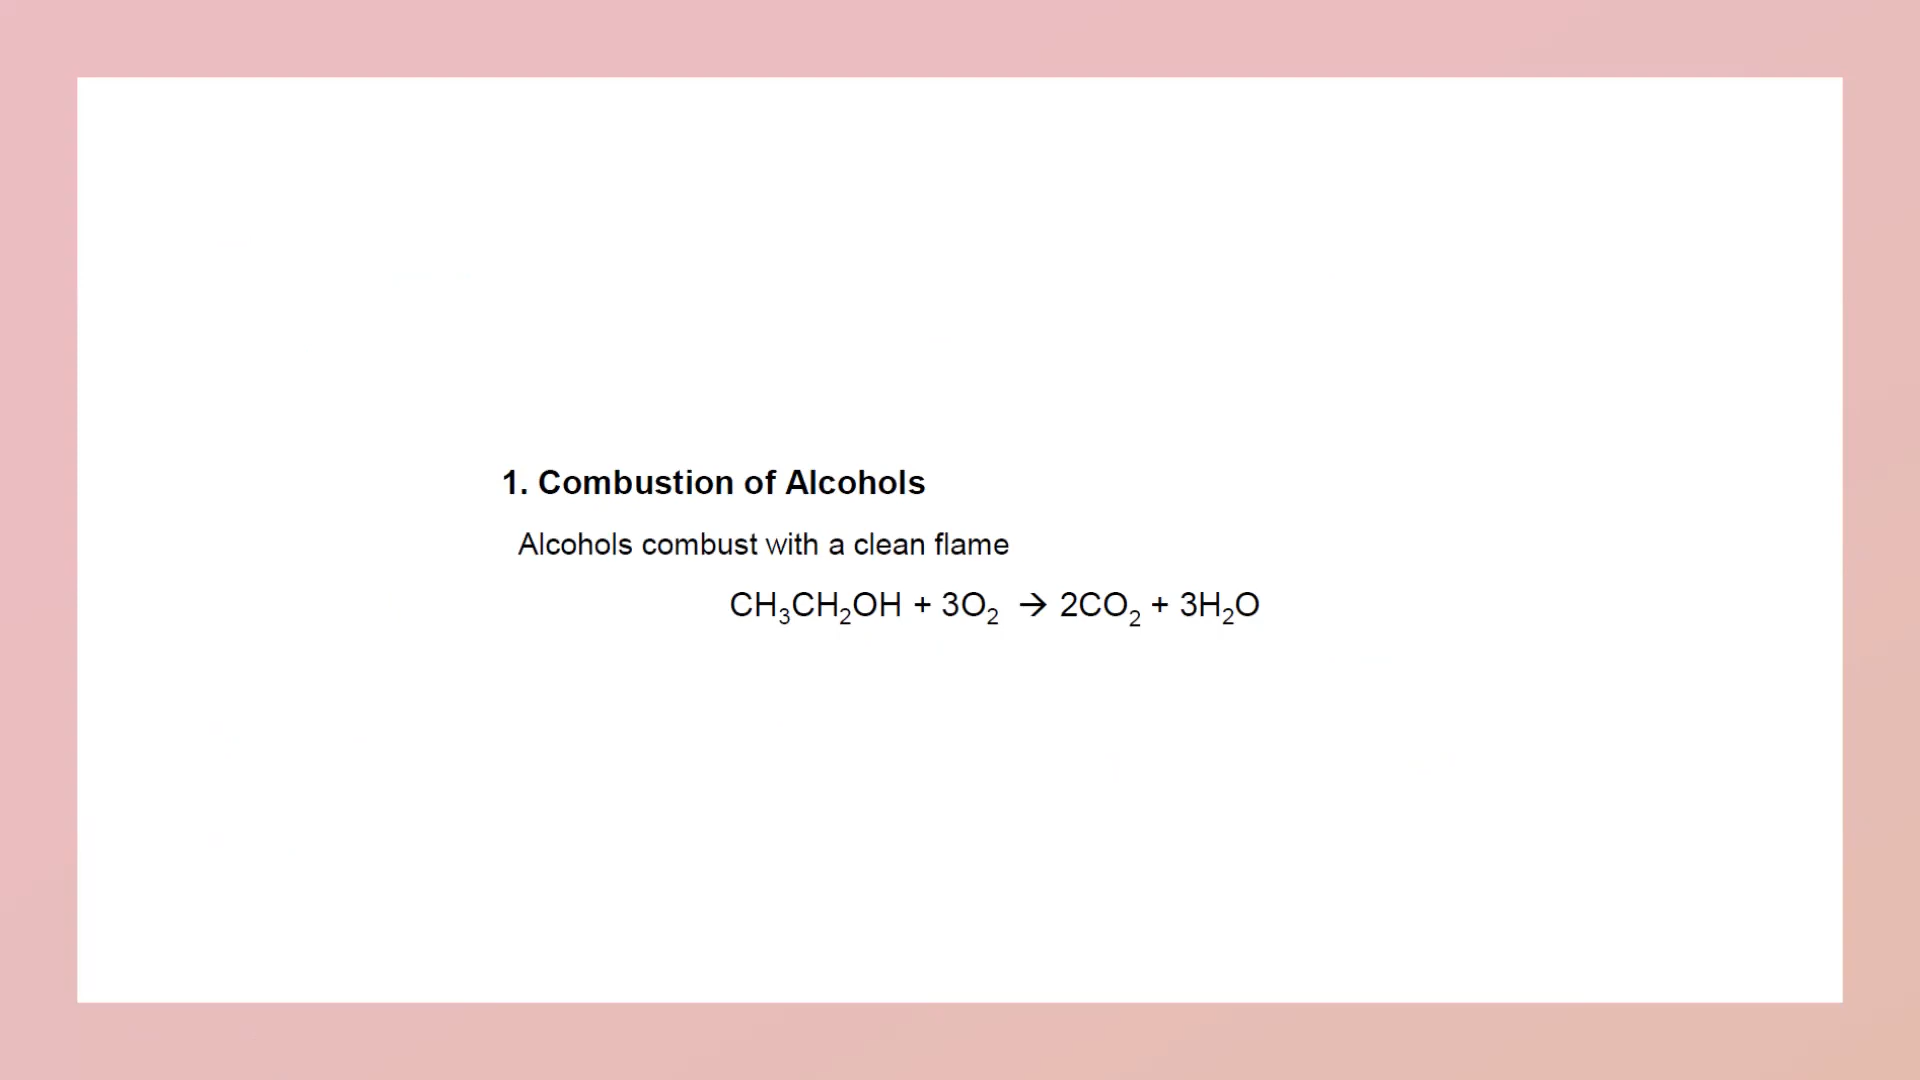 1. Combustion of Alcohols
Alcohols combust with a clean flame
CH₃CH₂OH + 3O₂ → 2CO₂ + 3H₂O